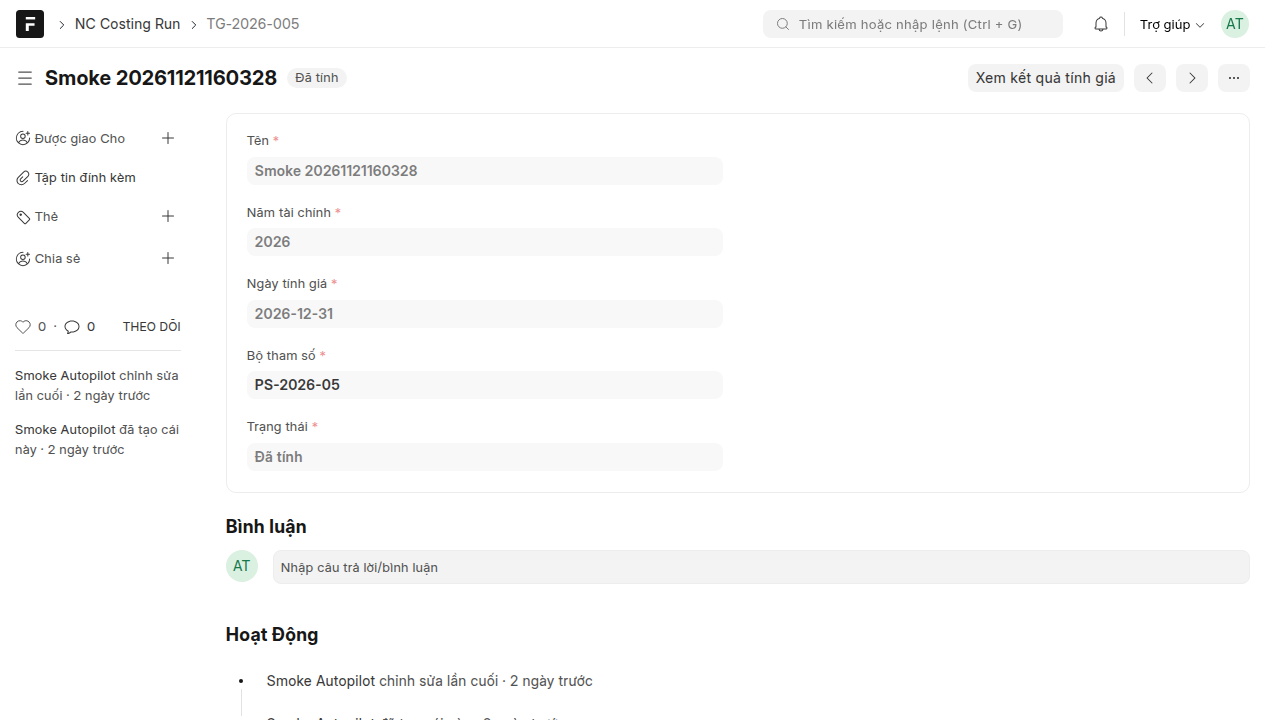 NC Costing Run
TG-2026-005
Tìm kiếm hoặc nhập lệnh (Ctrl + G)
Trợ giúp
AT
Smoke 20261121160328
Đã tính
Xem kết quả tính giá
Được giao Cho
Tập tin đính kèm
Thẻ
Chia sẻ
0 · 0
THEO DÕI
Smoke Autopilot chỉnh sửa
lần cuối · 2 ngày trước
Smoke Autopilot đã tạo cái
này · 2 ngày trước
Tên *
Smoke 20261121160328
Năm tài chính *
2026
Ngày tính giá *
2026-12-31
Bộ tham số *
PS-2026-05
Trạng thái *
Đã tính
Bình luận
AT
Nhập câu trả lời/bình luận
Hoạt Động
Smoke Autopilot chỉnh sửa lần cuối · 2 ngày trước